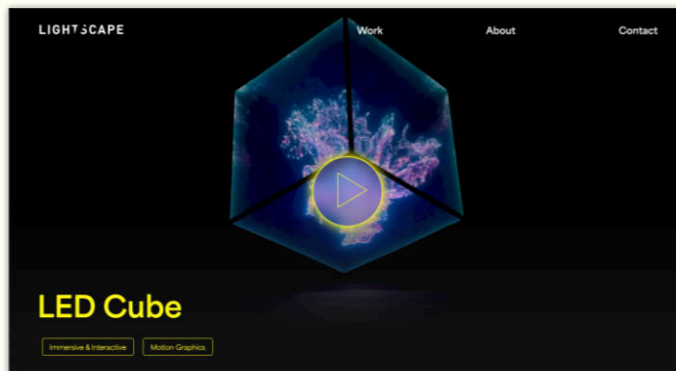 LIGHTSCAPE Work About Contact
LED Cube
Immersive & Interactive Motion Graphics